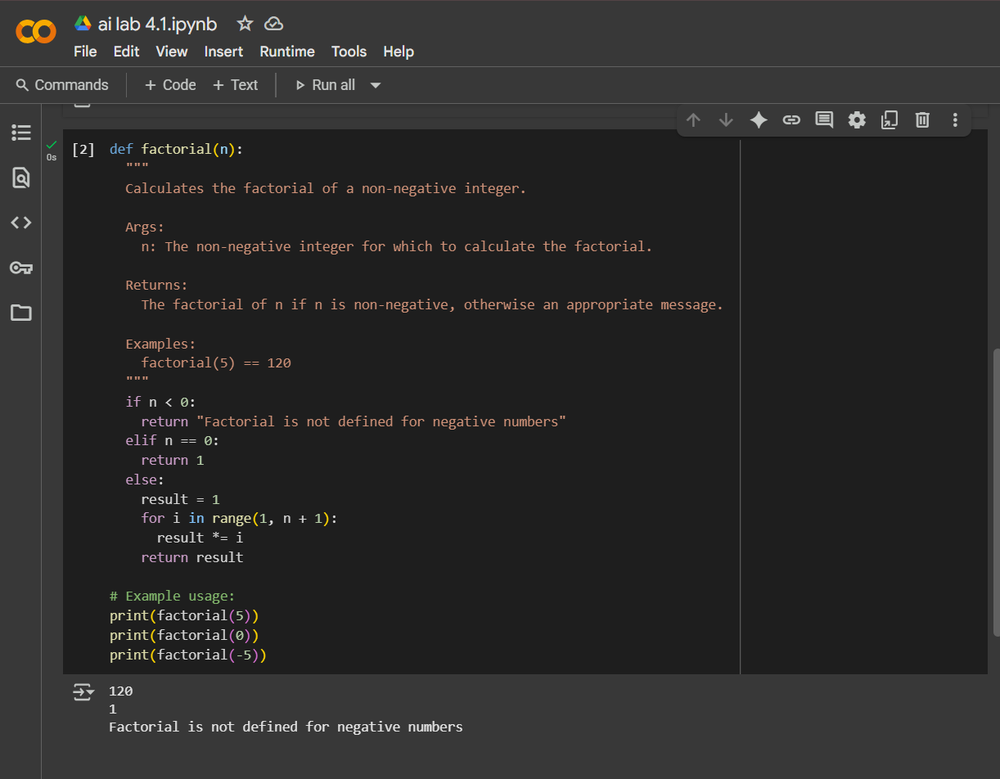 ai lab 4.1.ipynb
File Edit View Insert Runtime Tools Help
Commands + Code + Text Run all
0s
[2] def factorial(n):
"""
Calculates the factorial of a non-negative integer.
Args:
n: The non-negative integer for which to calculate the factorial.
Returns:
The factorial of n if n is non-negative, otherwise an appropriate message.
Examples:
factorial(5) == 120
"""
if n < 0:
return "Factorial is not defined for negative numbers"
elif n == 0:
return 1
else:
result = 1
for i in range(1, n + 1):
result *= i
return result
# Example usage:
print(factorial(5))
print(factorial(0))
print(factorial(-5))
120
1
Factorial is not defined for negative numbers